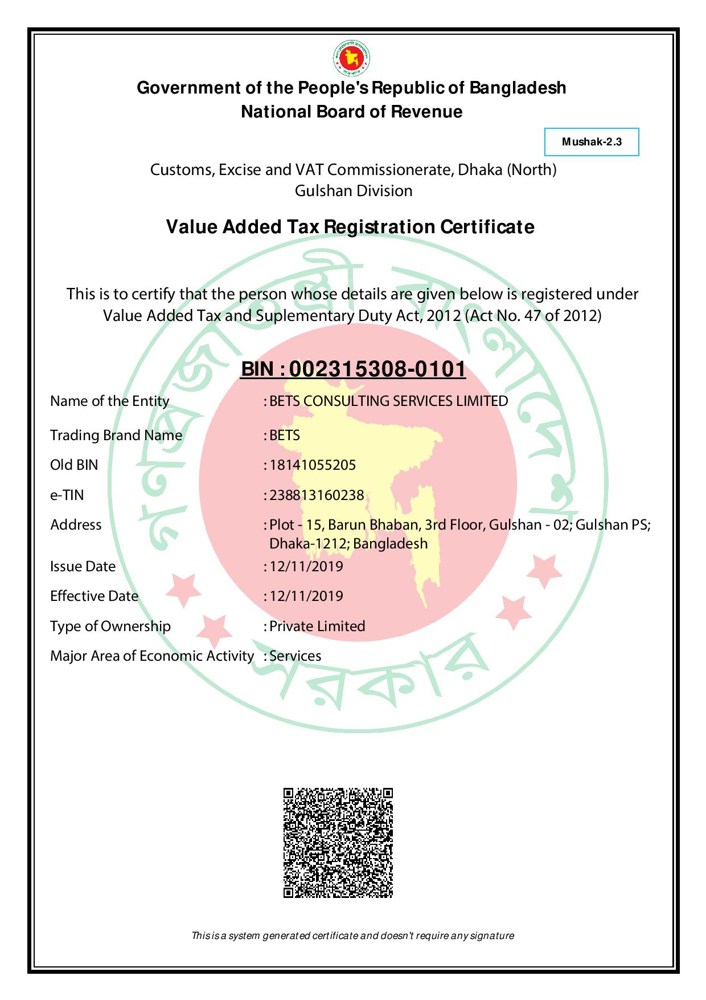 Government of the People's Republic of Bangladesh
National Board of Revenue
Mushak-2.3
Customs, Excise and VAT Commissionerate, Dhaka (North)
Gulshan Division
Value Added Tax Registration Certificate
This is to certify that the person whose details are given below is registered under
Value Added Tax and Suplementary Duty Act, 2012 (Act No. 47 of 2012)
BIN : 002315308-0101
Name of the Entity : BETS CONSULTING SERVICES LIMITED
Trading Brand Name : BETS
Old BIN : 18141055205
e-TIN : 238813160238
Address : Plot - 15, Barun Bhaban, 3rd Floor, Gulshan - 02; Gulshan PS;
Dhaka-1212; Bangladesh
Issue Date : 12/11/2019
Effective Date : 12/11/2019
Type of Ownership : Private Limited
Major Area of Economic Activity : Services
গণপ্রজাতন্ত্রী বাংলাদেশ
সরকার
This is a system generated certificate and doesn't require any signature